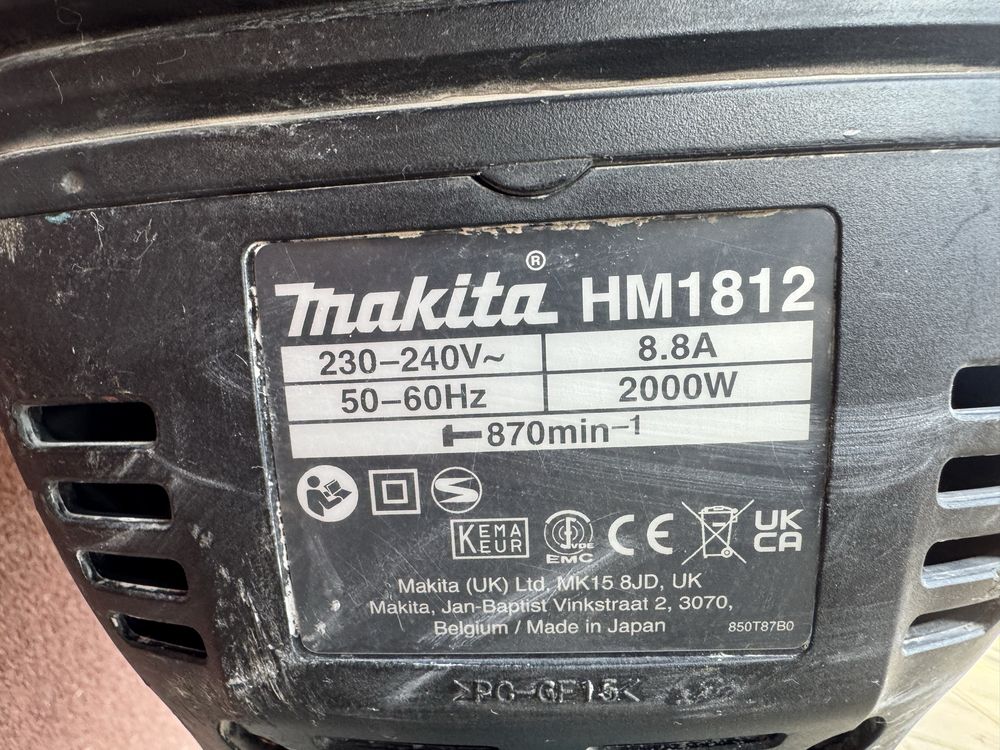 makita® HM1812
230–240V~ 8.8A
50–60Hz 2000W
870min⁻¹
KEMA
KEUR
VDE
EMC
CE
UK
CA
Makita (UK) Ltd, MK15 8JD, UK
Makita, Jan-Baptist Vinkstraat 2, 3070,
Belgium / Made in Japan 850T87B0
>PC-GF15<